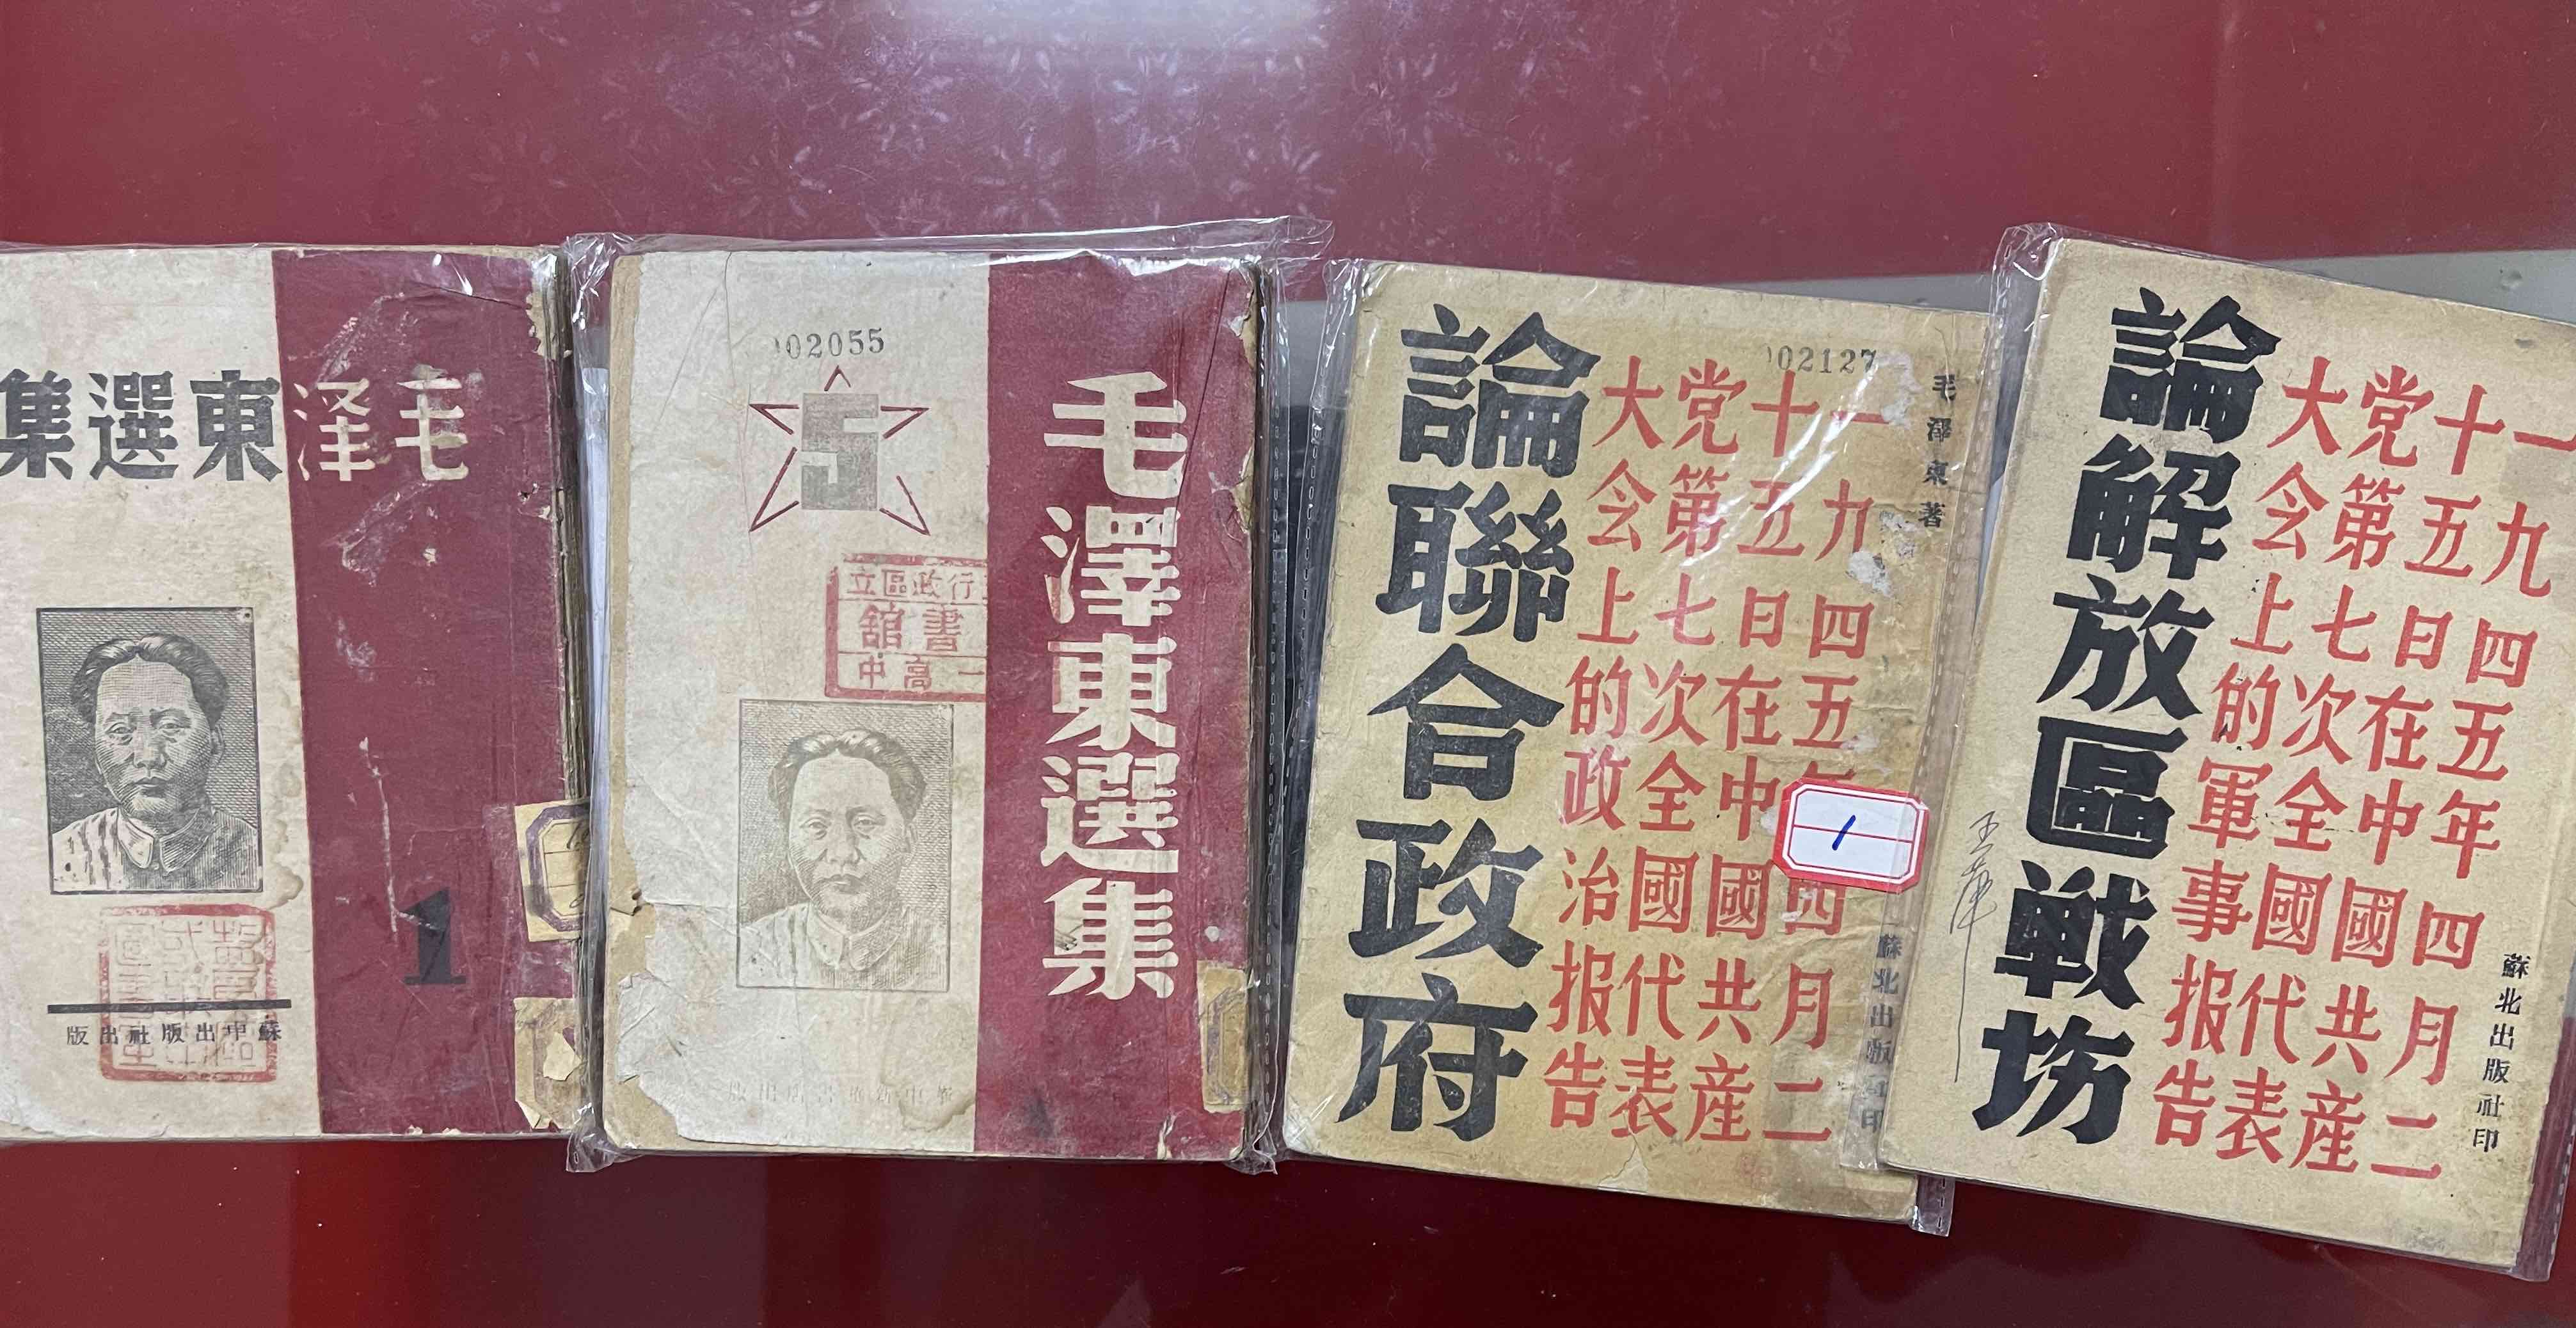 毛泽東選集
1
蘇中出版社出版
002055
5
行政區立
書館
一高中
毛澤東選集
02127
毛澤東著
一九四五年四月二
十五日在中國共産
党第七次全國代表
大会上的政治报告
論聯合政府
蘇北出版社印
1
一九四五年四月二
十五日在中國共産
党第七次全國代表
大会上的軍事报告
論解放區戰坊
蘇北出版社印